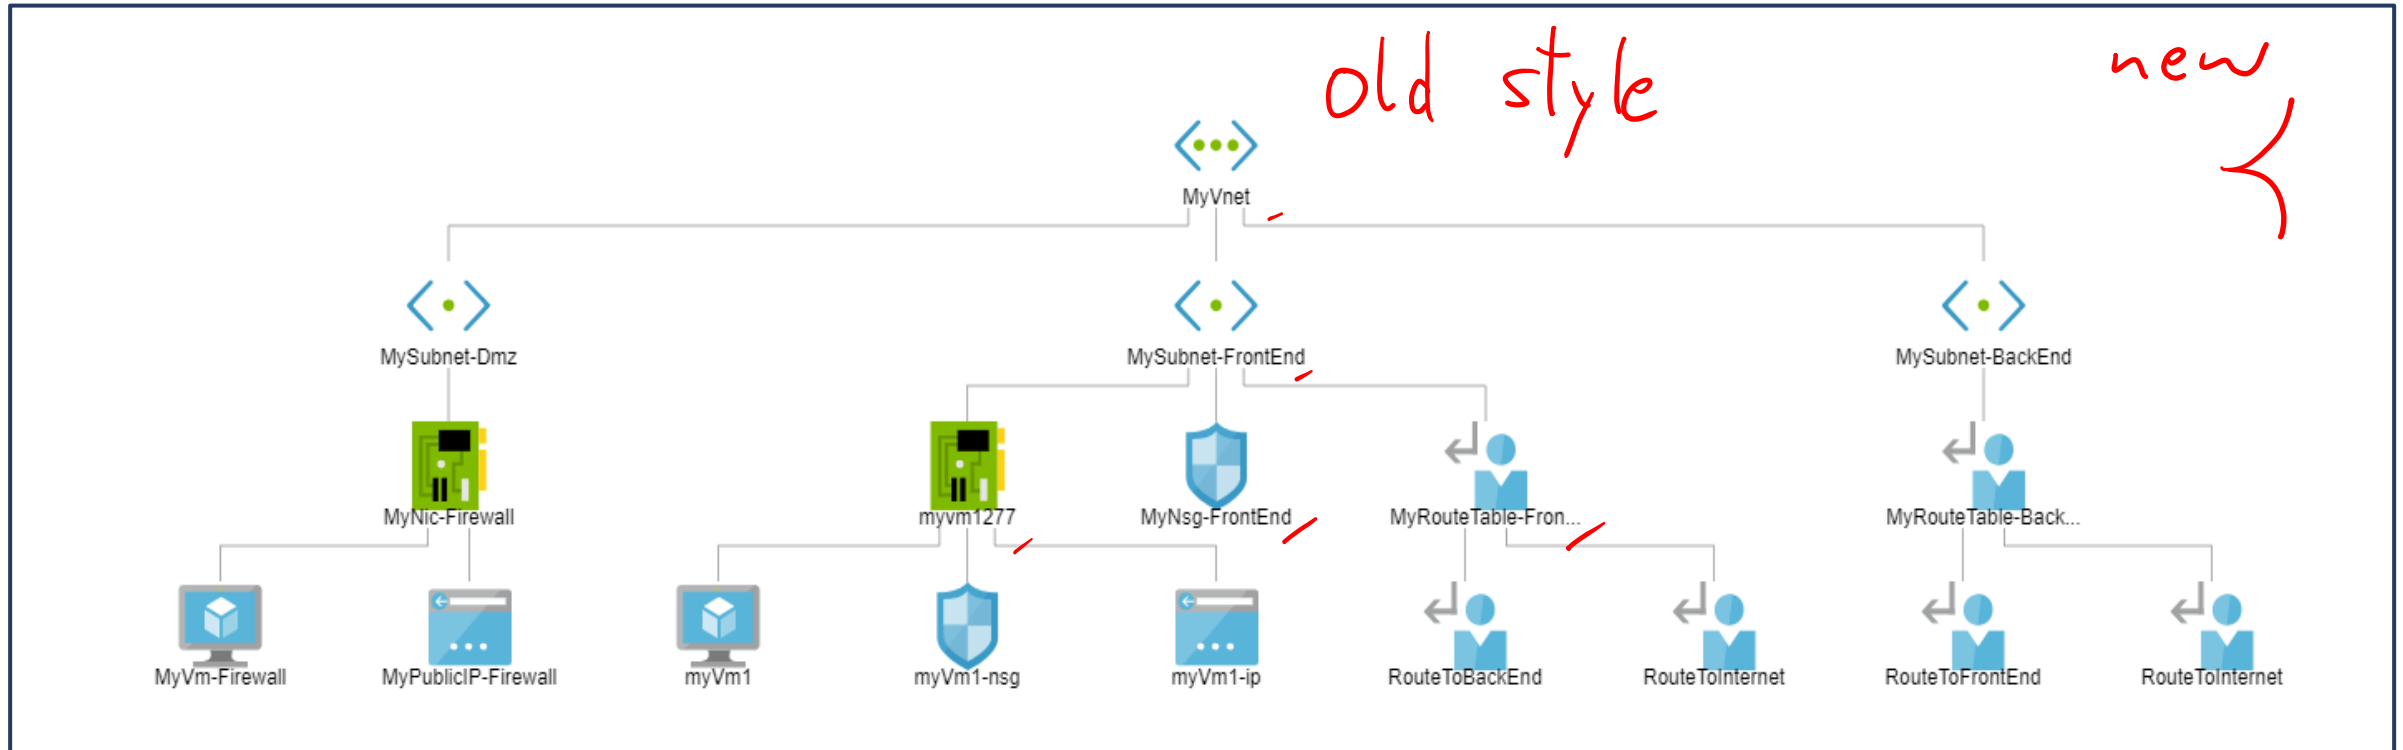 old style
new
MyVnet
MySubnet-Dmz
MySubnet-FrontEnd
MySubnet-BackEnd
MyNic-Firewall
myvm1277
MyNsg-FrontEnd
MyRouteTable-Fron...
MyRouteTable-Back...
MyVm-Firewall
MyPublicIP-Firewall
myVm1
myVm1-nsg
myVm1-ip
RouteToBackEnd
RouteToInternet
RouteToFrontEnd
RouteToInternet